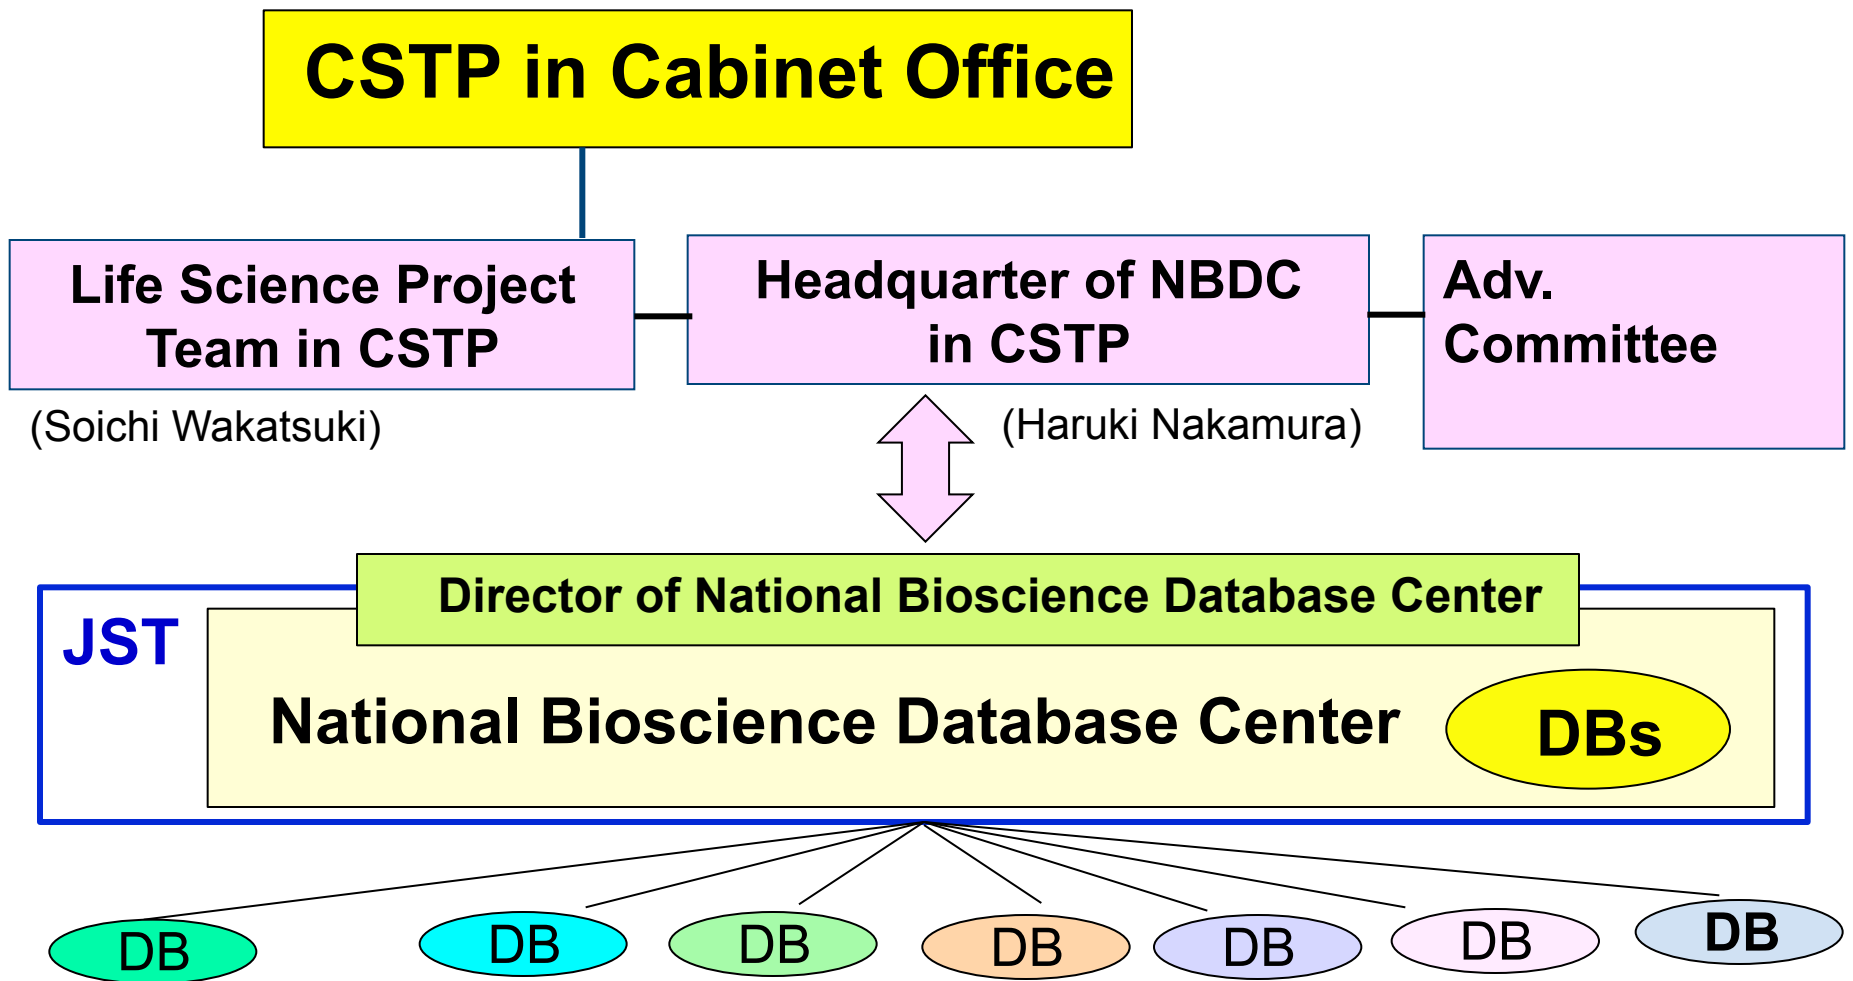 CSTP in Cabinet Office
Life Science Project
Team in CSTP
Headquarter of NBDC
in CSTP
Adv.
Committee
(Soichi Wakatsuki)
(Haruki Nakamura)
Director of National Bioscience Database Center
JST
National Bioscience Database Center
DBs
DB
DB
DB
DB
DB
DB
DB